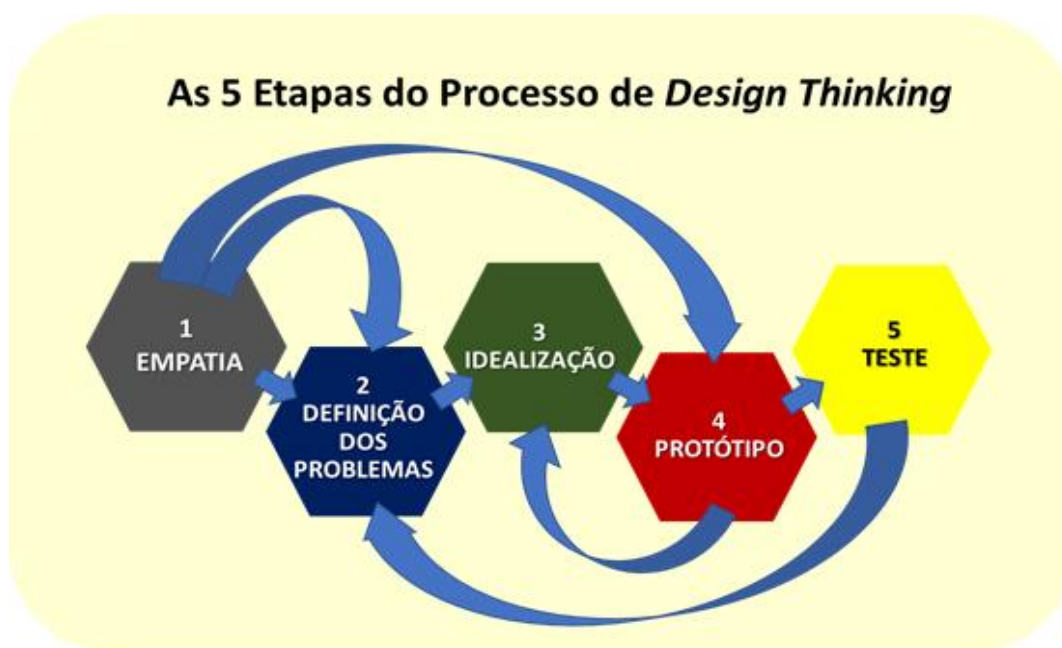 As 5 Etapas do Processo de Design Thinking
1
EMPATIA
2
DEFINIÇÃO
DOS
PROBLEMAS
3
IDEALIZAÇÃO
4
PROTÓTIPO
5
TESTE